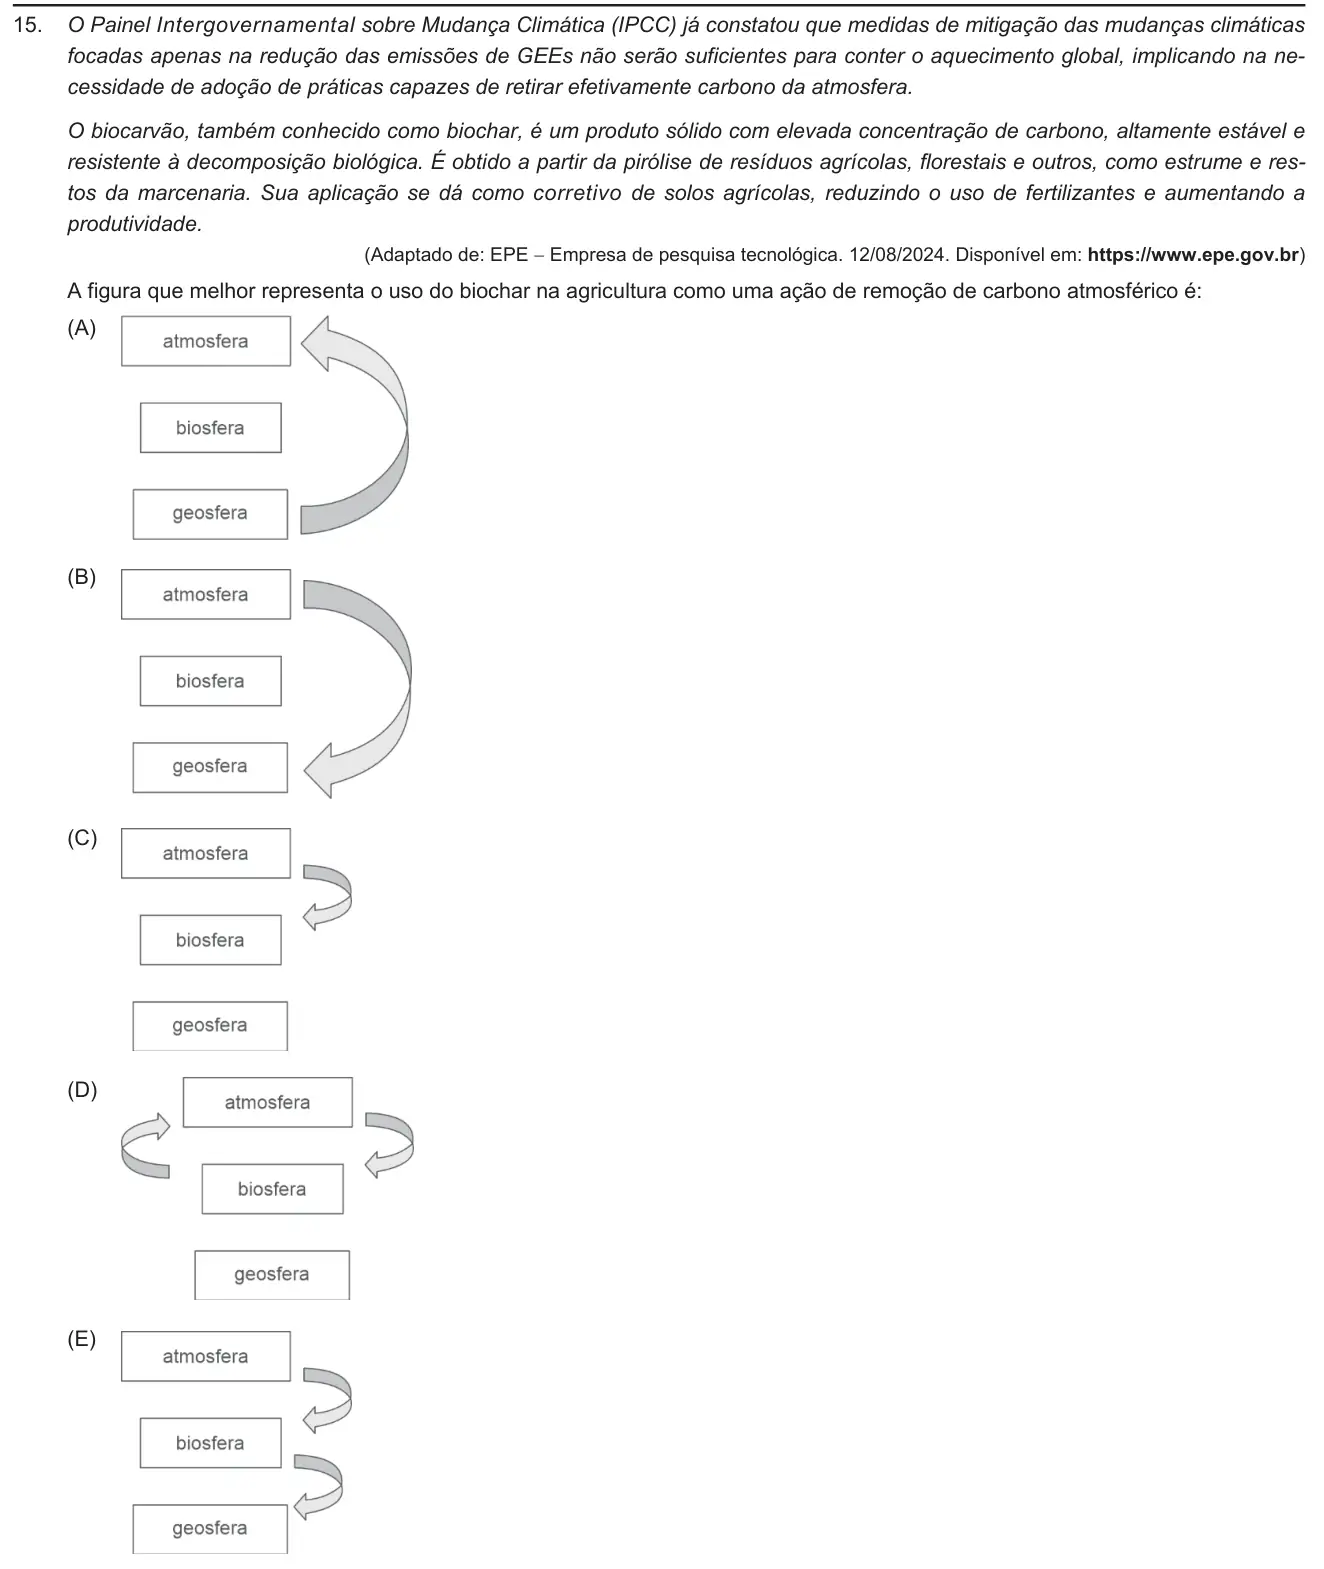 15. O Painel Intergovernamental sobre Mudança Climática (IPCC) já constatou que medidas de mitigação das mudanças climáticas
focadas apenas na redução das emissões de GEEs não serão suficientes para conter o aquecimento global, implicando na ne-
cessidade de adoção de práticas capazes de retirar efetivamente carbono da atmosfera.
O biocarvão, também conhecido como biochar, é um produto sólido com elevada concentração de carbono, altamente estável e
resistente à decomposição biológica. É obtido a partir da pirólise de resíduos agrícolas, florestais e outros, como estrume e res-
tos da marcenaria. Sua aplicação se dá como corretivo de solos agrícolas, reduzindo o uso de fertilizantes e aumentando a
produtividade.
(Adaptado de: EPE – Empresa de pesquisa tecnológica. 12/08/2024. Disponível em: https://www.epe.gov.br)
A figura que melhor representa o uso do biochar na agricultura como uma ação de remoção de carbono atmosférico é:
(A) atmosfera
biosfera
geosfera
(B) atmosfera
biosfera
geosfera
(C) atmosfera
biosfera
geosfera
(D) atmosfera
biosfera
geosfera
(E) atmosfera
biosfera
geosfera